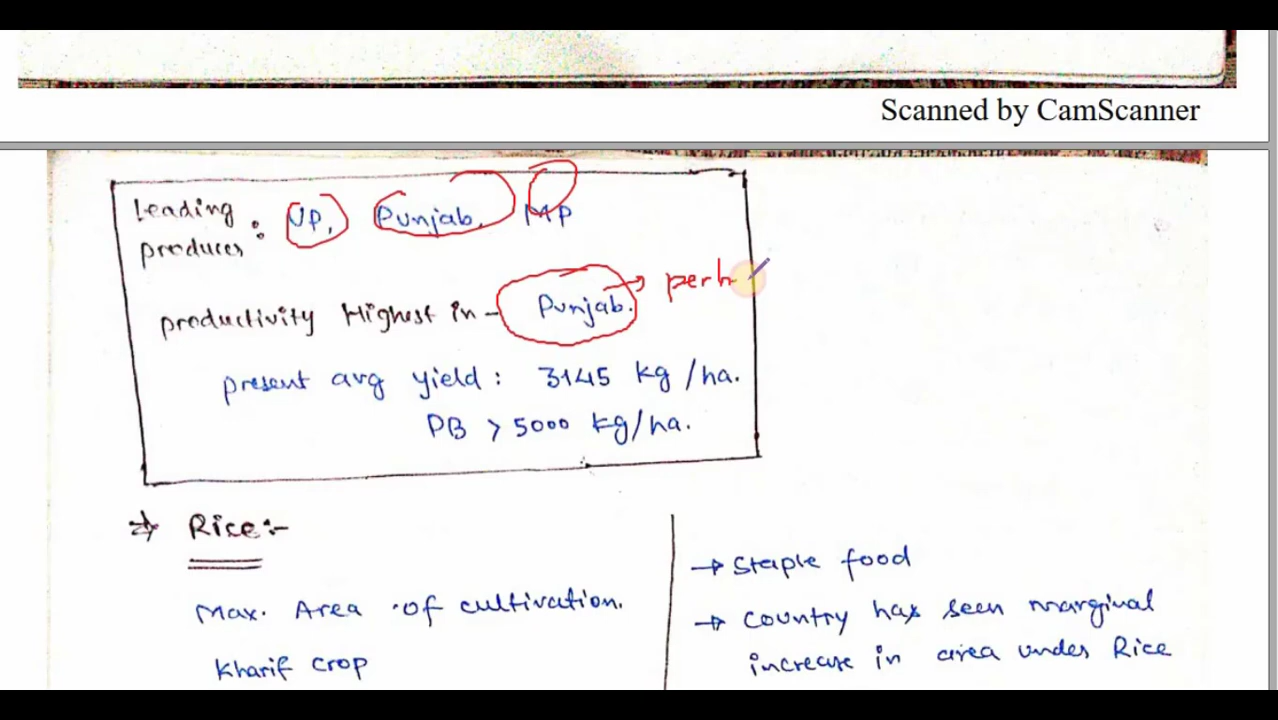 Scanned by CamScanner
Leading produces : UP, Punjab, MP
productivity Highest in - Punjab. → perh
present avg yield : 3145 kg /ha.
PB > 5000 kg/ha.
⇒ Rice :-
Max. Area of cultivation.
Kharif crop
→ Staple food
→ Country has seen marginal
increase in area under Rice